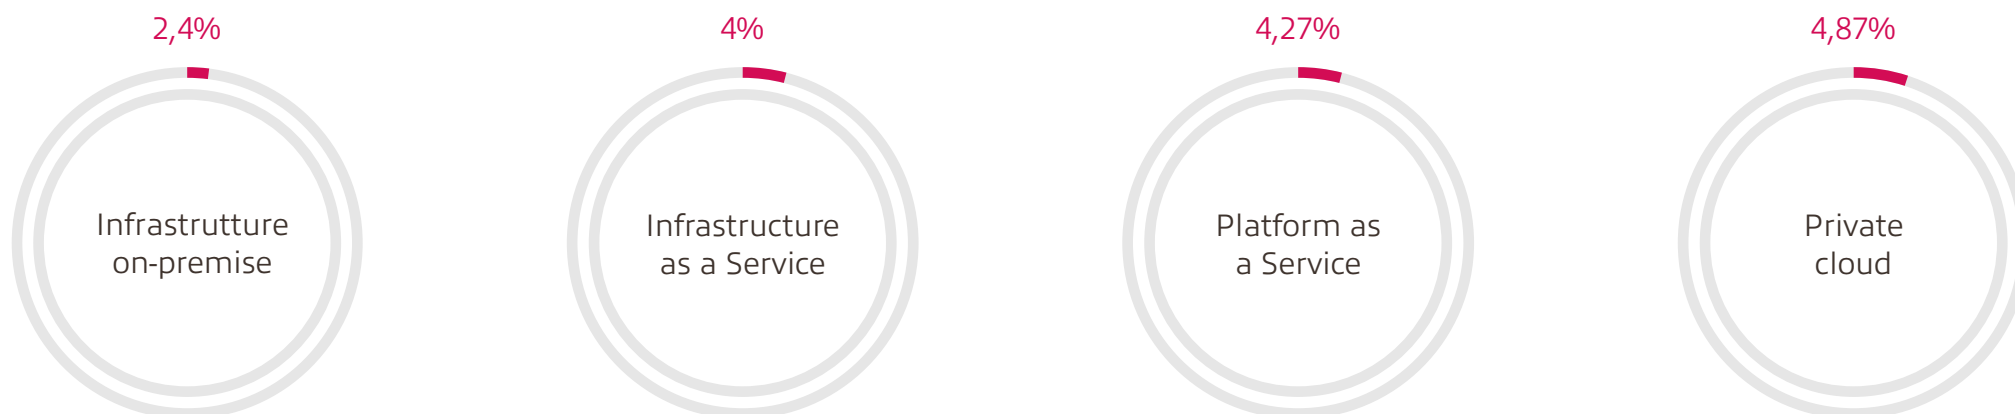 2,4%
4%
4,27%
4,87%
Infrastrutture
on-premise
Infrastructure
as a Service
Platform as
a Service
Private
cloud